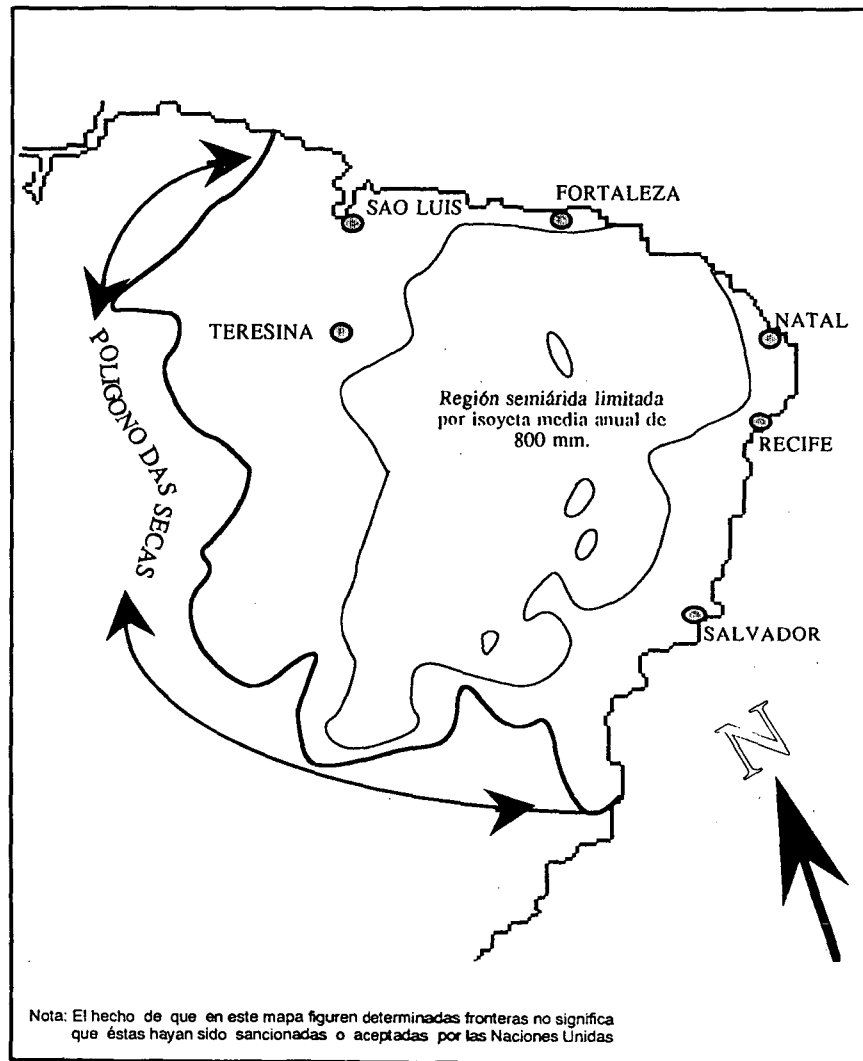 SAO LUIS
FORTALEZA
TERESINA
NATAL
POLIGONO DAS SECAS
Región semiárida limitada
por isoyeta media anual de
800 mm.
RECIFE
SALVADOR
N
Nota: El hecho de que en este mapa figuren determinadas fronteras no significa
que éstas hayan sido sancionadas o aceptadas por las Naciones Unidas